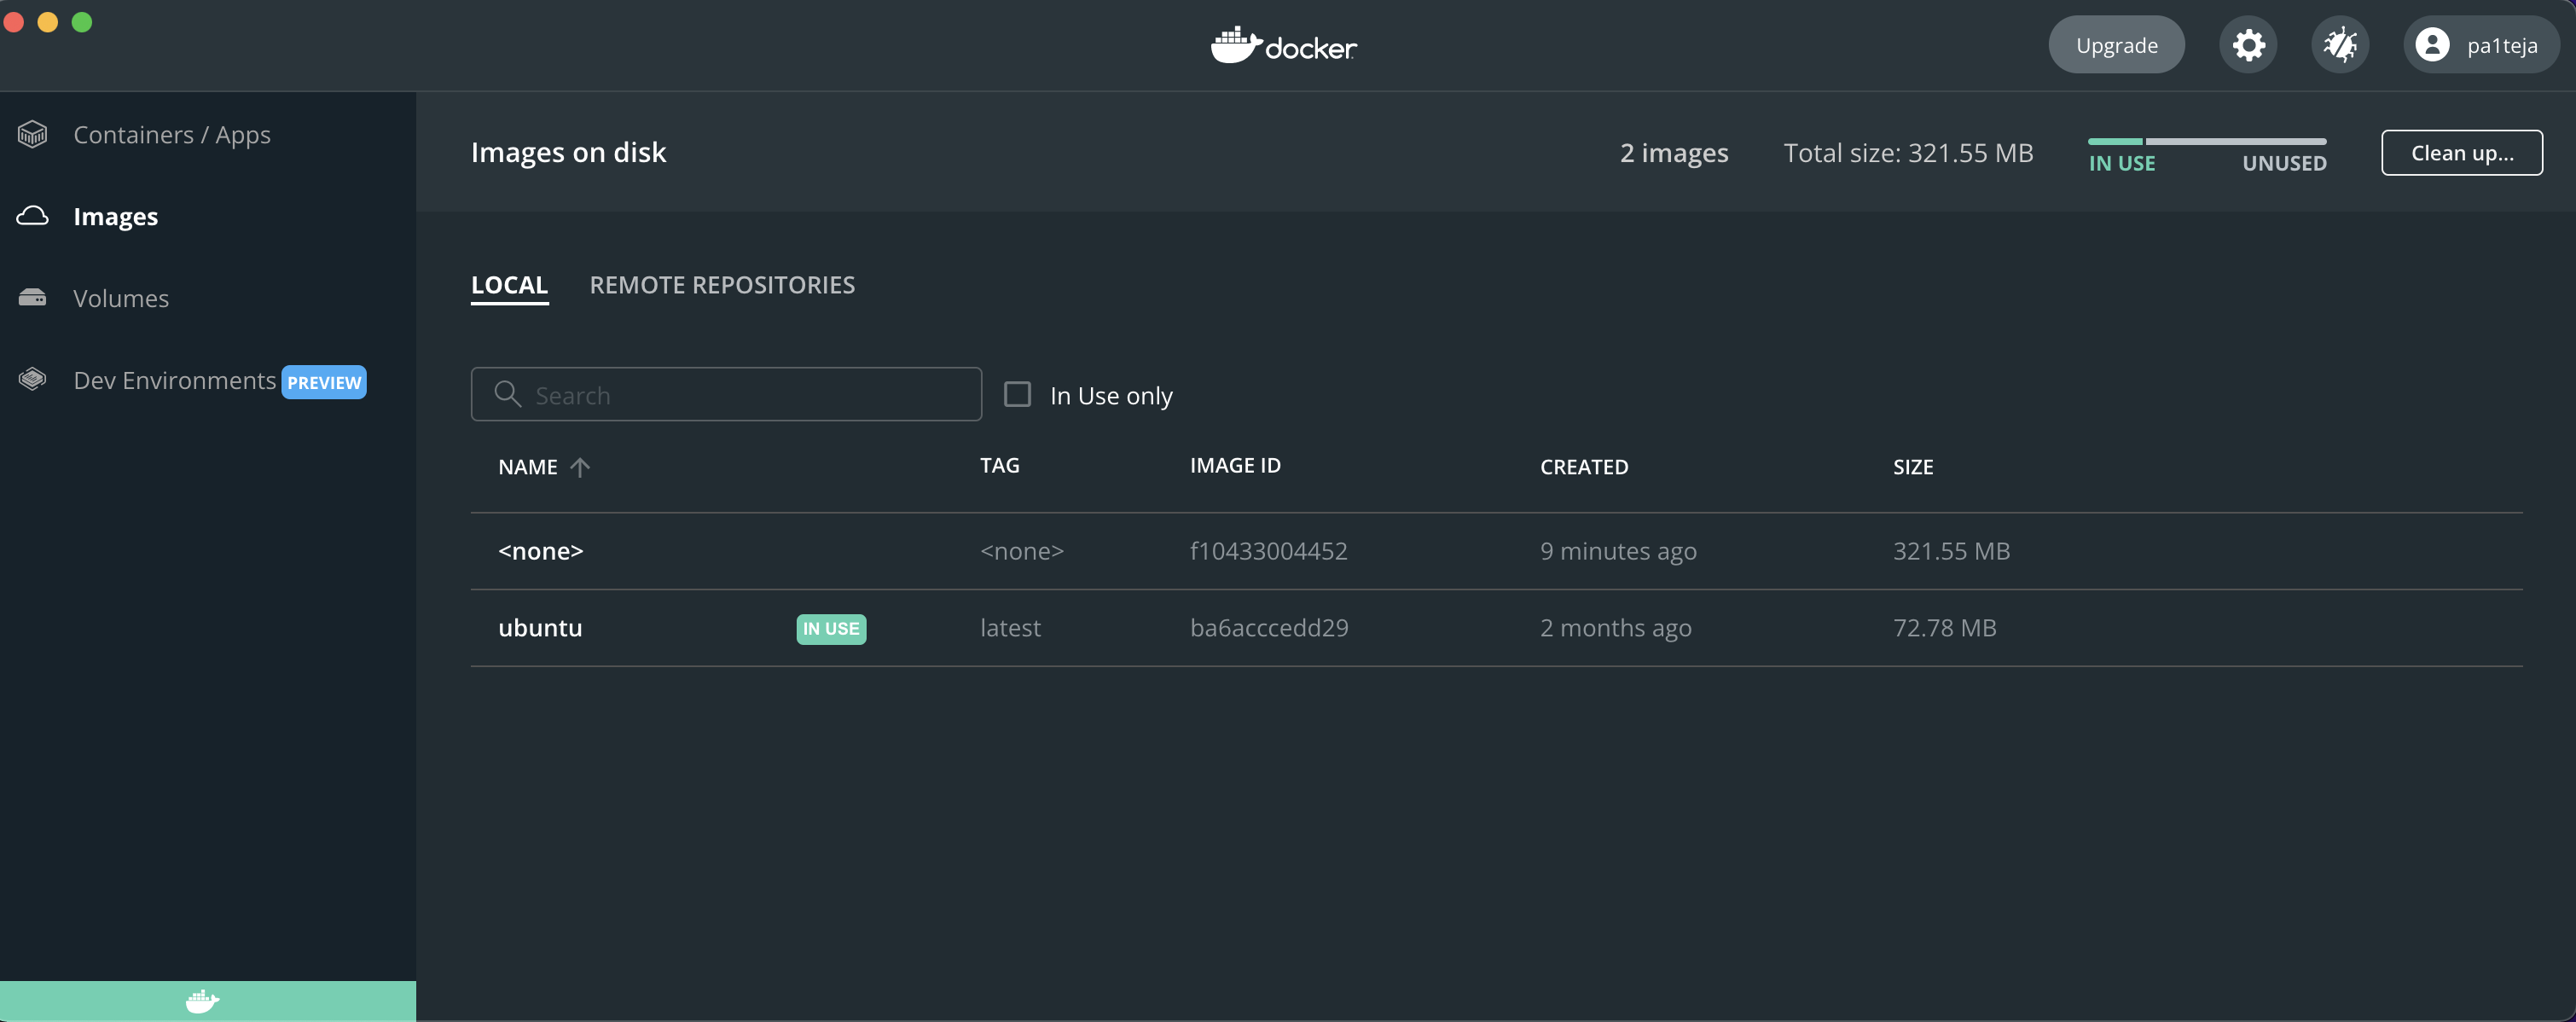 docker
Upgrade
pa1teja
Containers / Apps
Images
Volumes
Dev Environments PREVIEW
Images on disk
2 images
Total size: 321.55 MB
IN USE UNUSED
Clean up...
LOCAL REMOTE REPOSITORIES
Search
In Use only
NAME TAG IMAGE ID CREATED SIZE
<none> <none> f10433004452 9 minutes ago 321.55 MB
ubuntu IN USE latest ba6acccedd29 2 months ago 72.78 MB